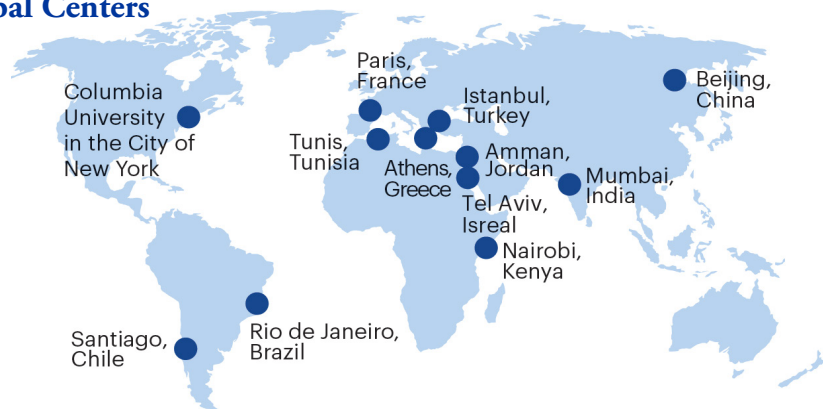 bal Centers
Paris,
France
Columbia
University
in the City of
New York
Istanbul,
Turkey
Beijing,
China
Tunis,
Tunisia
Athens,
Greece
Amman,
Jordan
Mumbai,
India
Tel Aviv,
Isreal
Nairobi,
Kenya
Rio de Janeiro,
Brazil
Santiago,
Chile